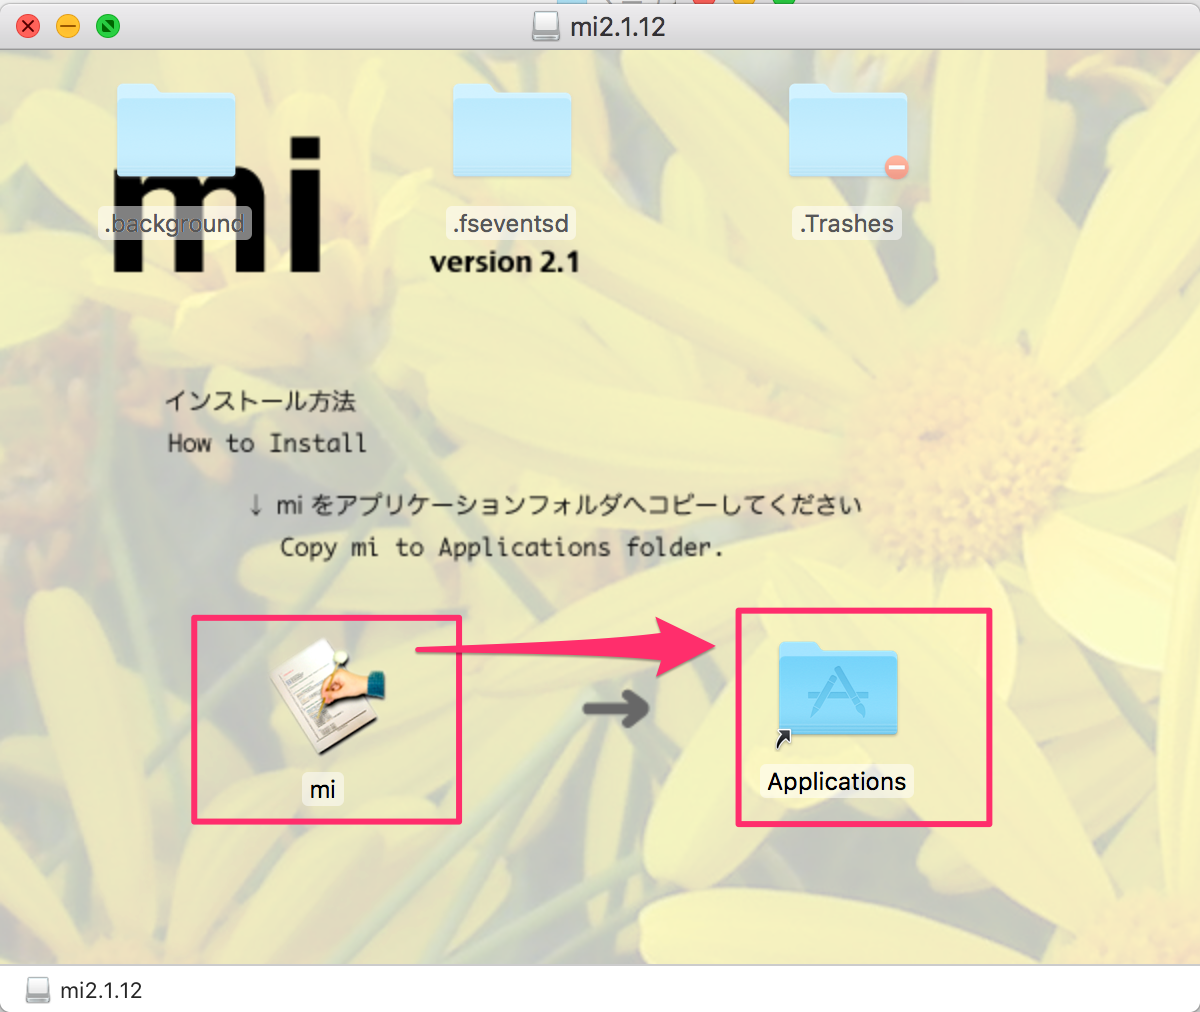 mi2.1.12
mi
.background
.fseventsd
.Trashes
version 2.1
インストール方法
How to Install
↓ mi をアプリケーションフォルダへコピーしてください
Copy mi to Applications folder.
mi
Applications
mi2.1.12